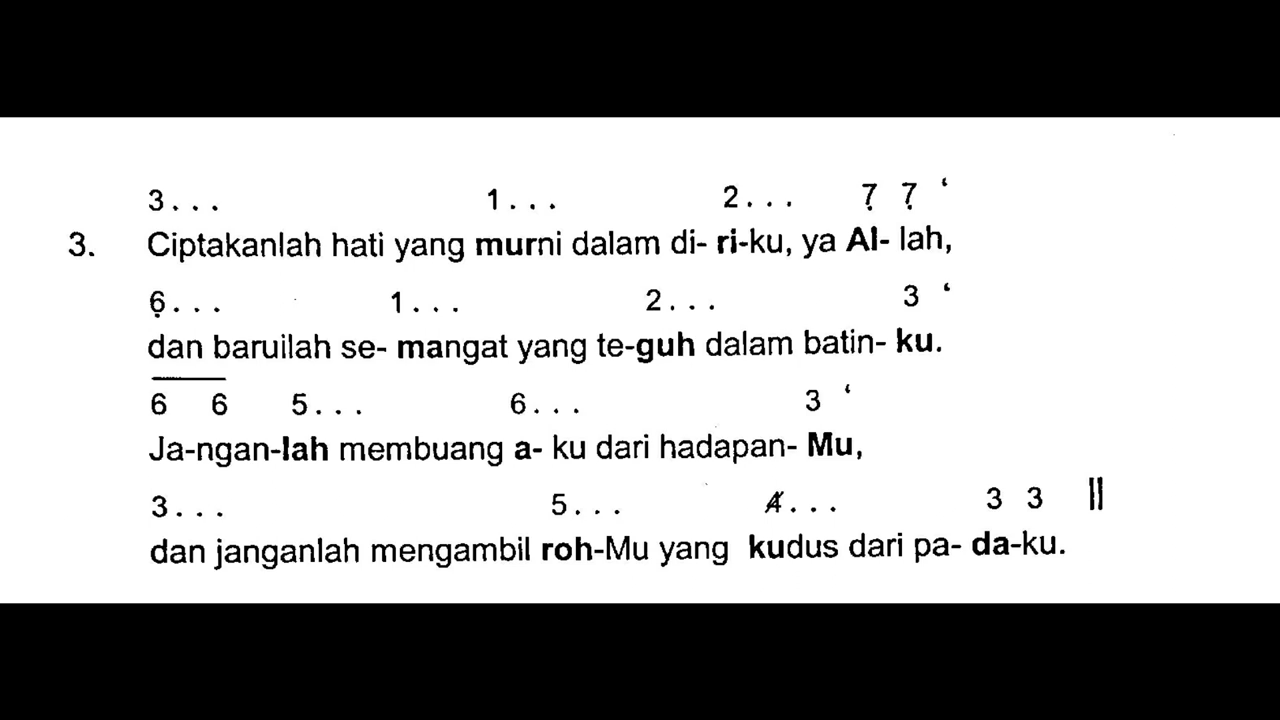 3... 1... 2... 7̣ 7̣ ‘
3. Ciptakanlah hati yang murni dalam di- ri-ku, ya Al- lah,
6̣... 1... 2... 3 ‘
dan baruilah se- mangat yang te-guh dalam batin- ku.
6 6 5... 6... 3 ‘
Ja-ngan-lah membuang a- ku dari hadapan- Mu,
3... 5... 4̸... 3 3 ||
dan janganlah mengambil roh-Mu yang kudus dari pa- da-ku.